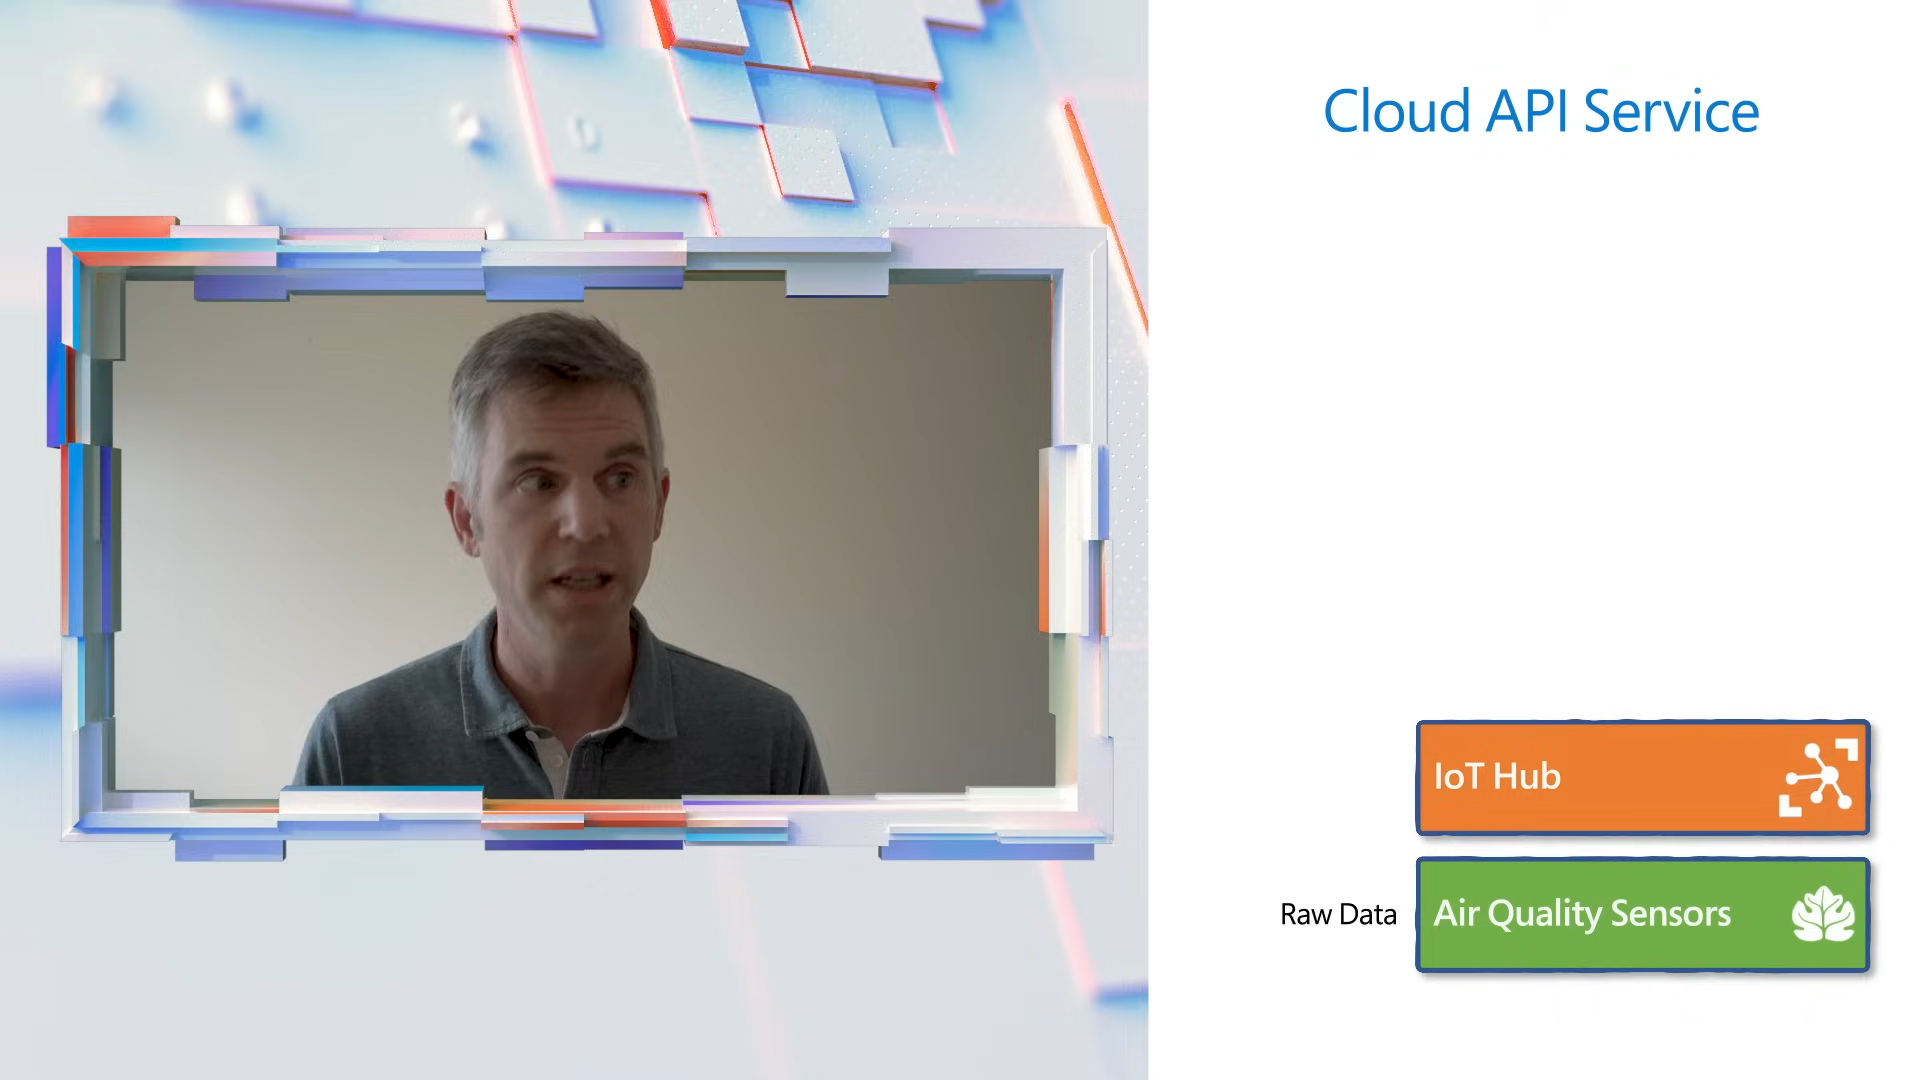 Cloud API Service
IoT Hub
Raw Data
Air Quality Sensors